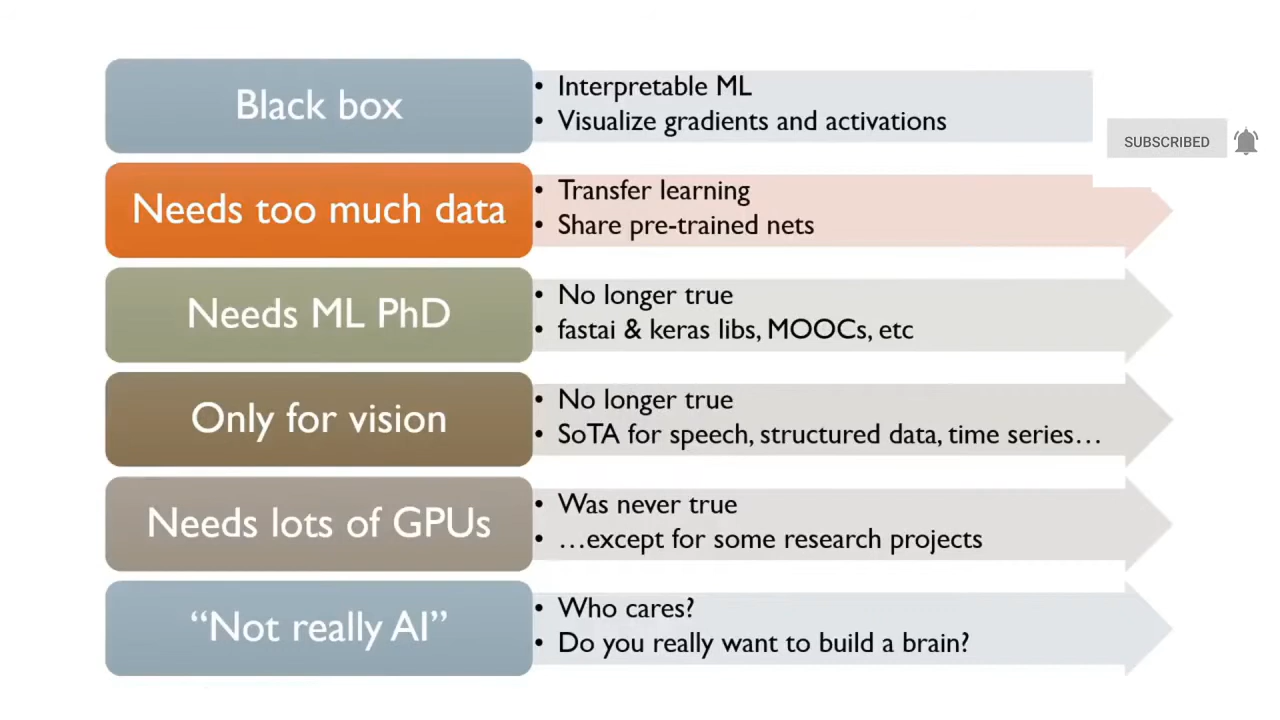 Black box
• Interpretable ML
• Visualize gradients and activations
SUBSCRIBED
Needs too much data
• Transfer learning
• Share pre-trained nets
Needs ML PhD
• No longer true
• fastai & keras libs, MOOCs, etc
Only for vision
• No longer true
• SoTA for speech, structured data, time series…
Needs lots of GPUs
• Was never true
• …except for some research projects
“Not really AI”
• Who cares?
• Do you really want to build a brain?